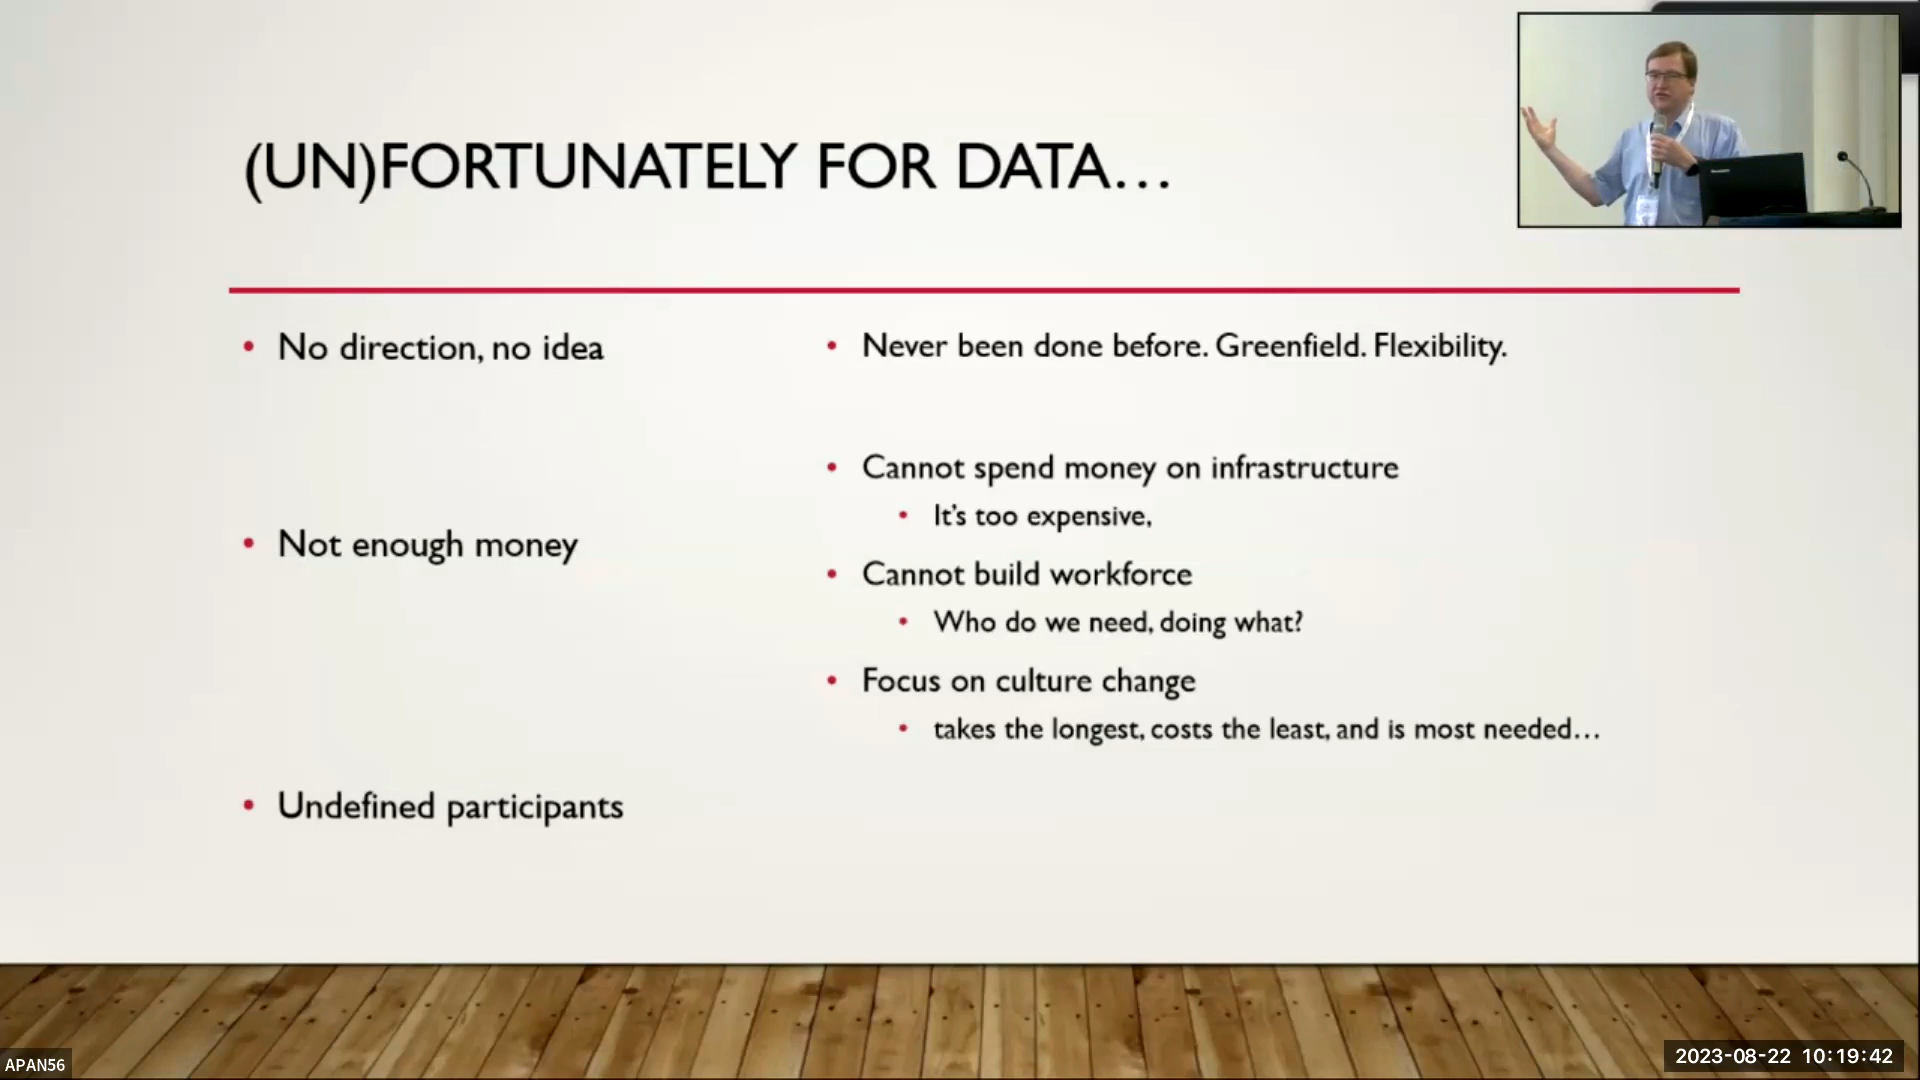 (UN)FORTUNATELY FOR DATA...
• No direction, no idea
• Not enough money
• Undefined participants
• Never been done before. Greenfield. Flexibility.
• Cannot spend money on infrastructure
• It's too expensive,
• Cannot build workforce
• Who do we need, doing what?
• Focus on culture change
• takes the longest, costs the least, and is most needed...
APAN56
2023-08-22 10:19:42